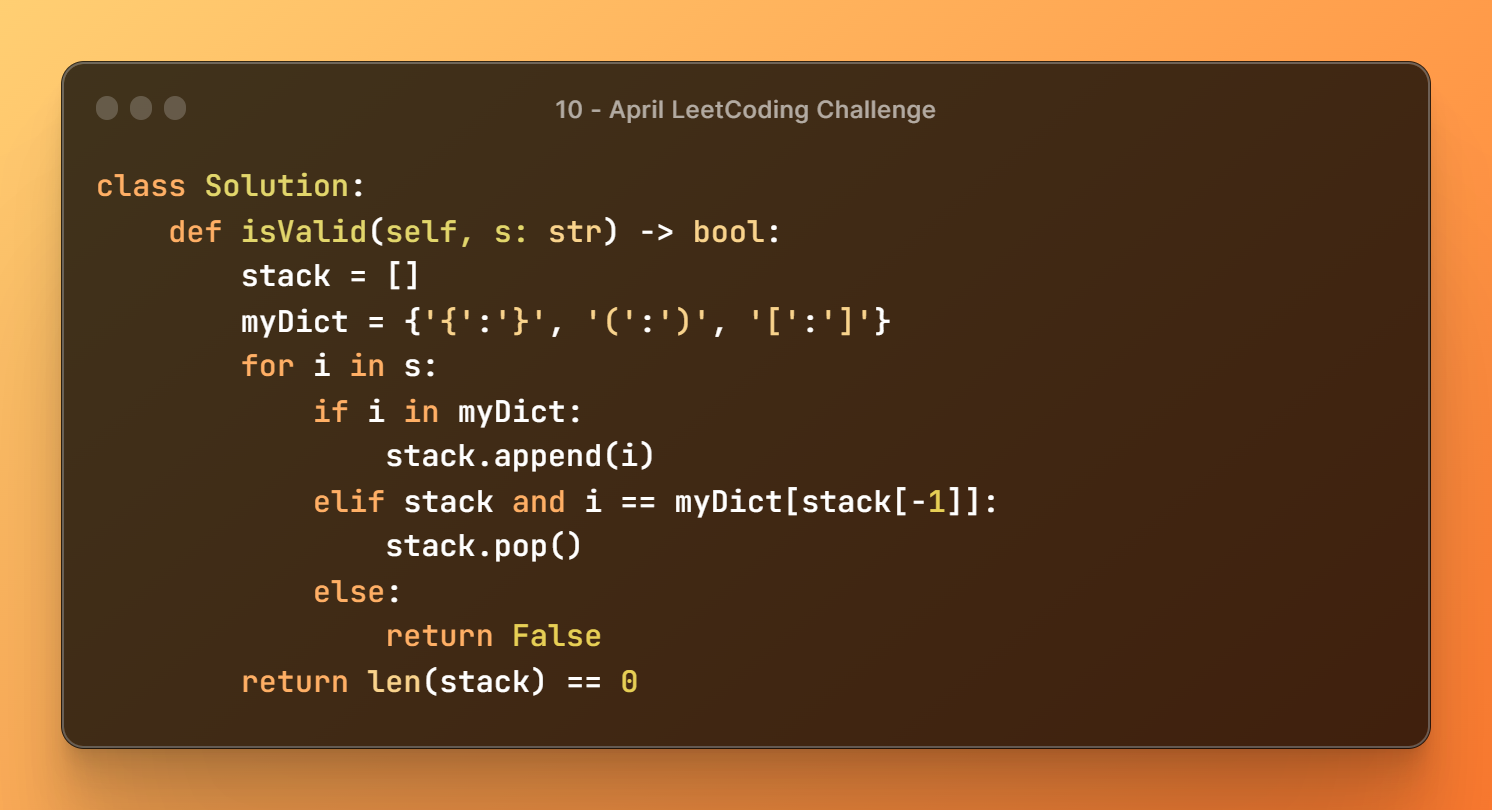 10 - April LeetCoding Challenge
class Solution:
    def isValid(self, s: str) -> bool:
        stack = []
        myDict = {'{':'}', '(':')', '[':']'}
        for i in s:
            if i in myDict:
                stack.append(i)
            elif stack and i == myDict[stack[-1]]:
                stack.pop()
            else:
                return False
        return len(stack) == 0